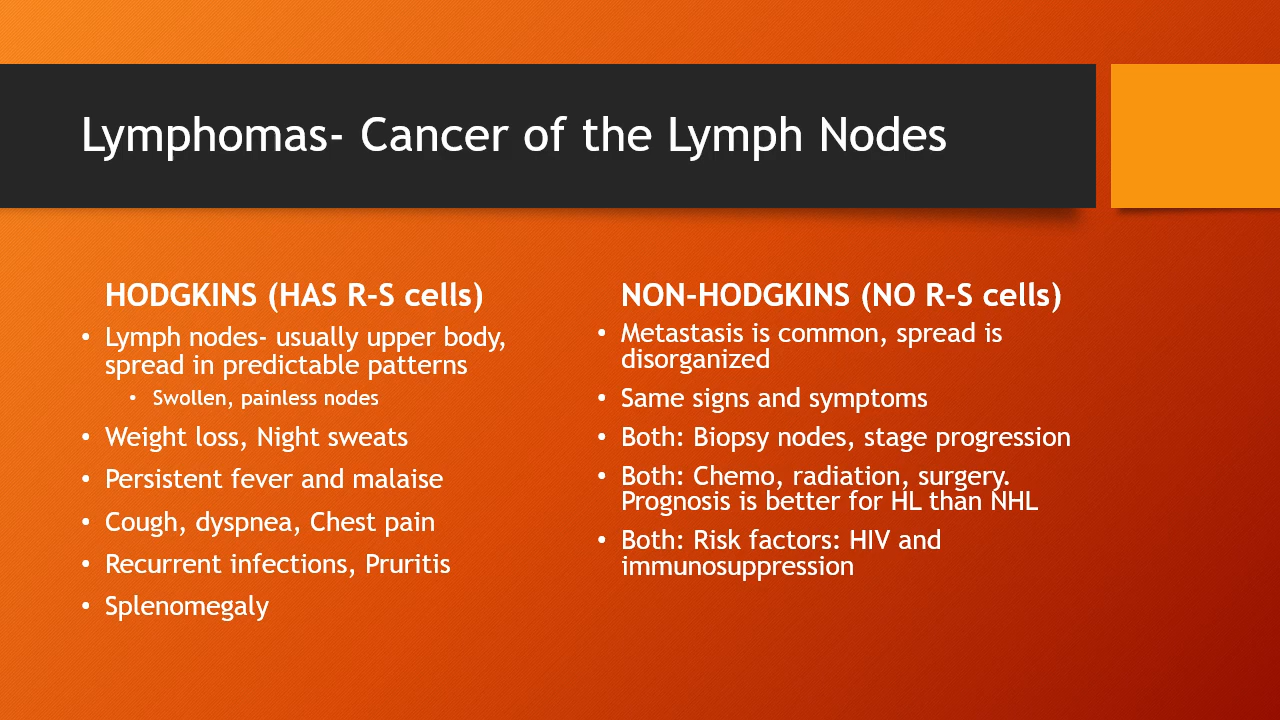 Lymphomas- Cancer of the Lymph Nodes
HODGKINS (HAS R-S cells)
• Lymph nodes- usually upper body,
spread in predictable patterns
• Swollen, painless nodes
• Weight loss, Night sweats
• Persistent fever and malaise
• Cough, dyspnea, Chest pain
• Recurrent infections, Pruritis
• Splenomegaly
NON-HODGKINS (NO R-S cells)
• Metastasis is common, spread is
disorganized
• Same signs and symptoms
• Both: Biopsy nodes, stage progression
• Both: Chemo, radiation, surgery.
Prognosis is better for HL than NHL
• Both: Risk factors: HIV and
immunosuppression